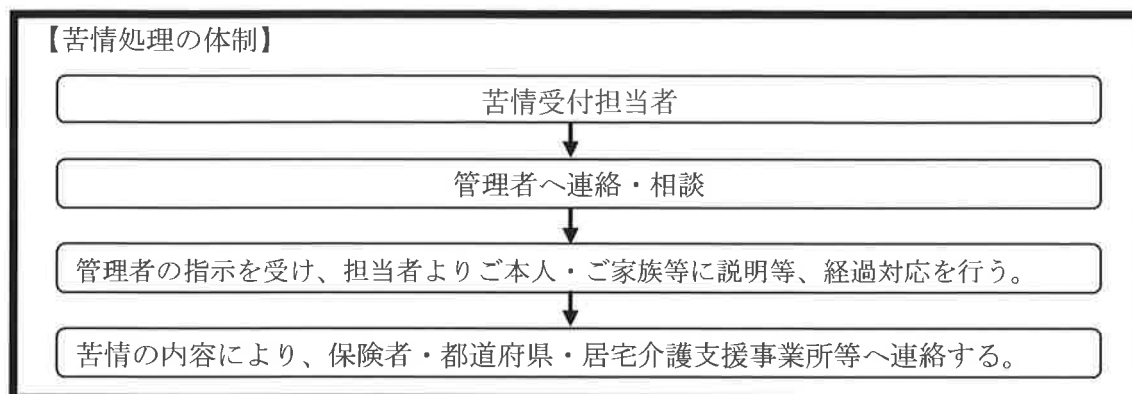 【苦情処理の体制】
苦情受付担当者
管理者へ連絡・相談
管理者の指示を受け、担当者よりご本人・ご家族等に説明等、経過対応を行う。
苦情の内容により、保険者・都道府県・居宅介護支援事業所等へ連絡する。